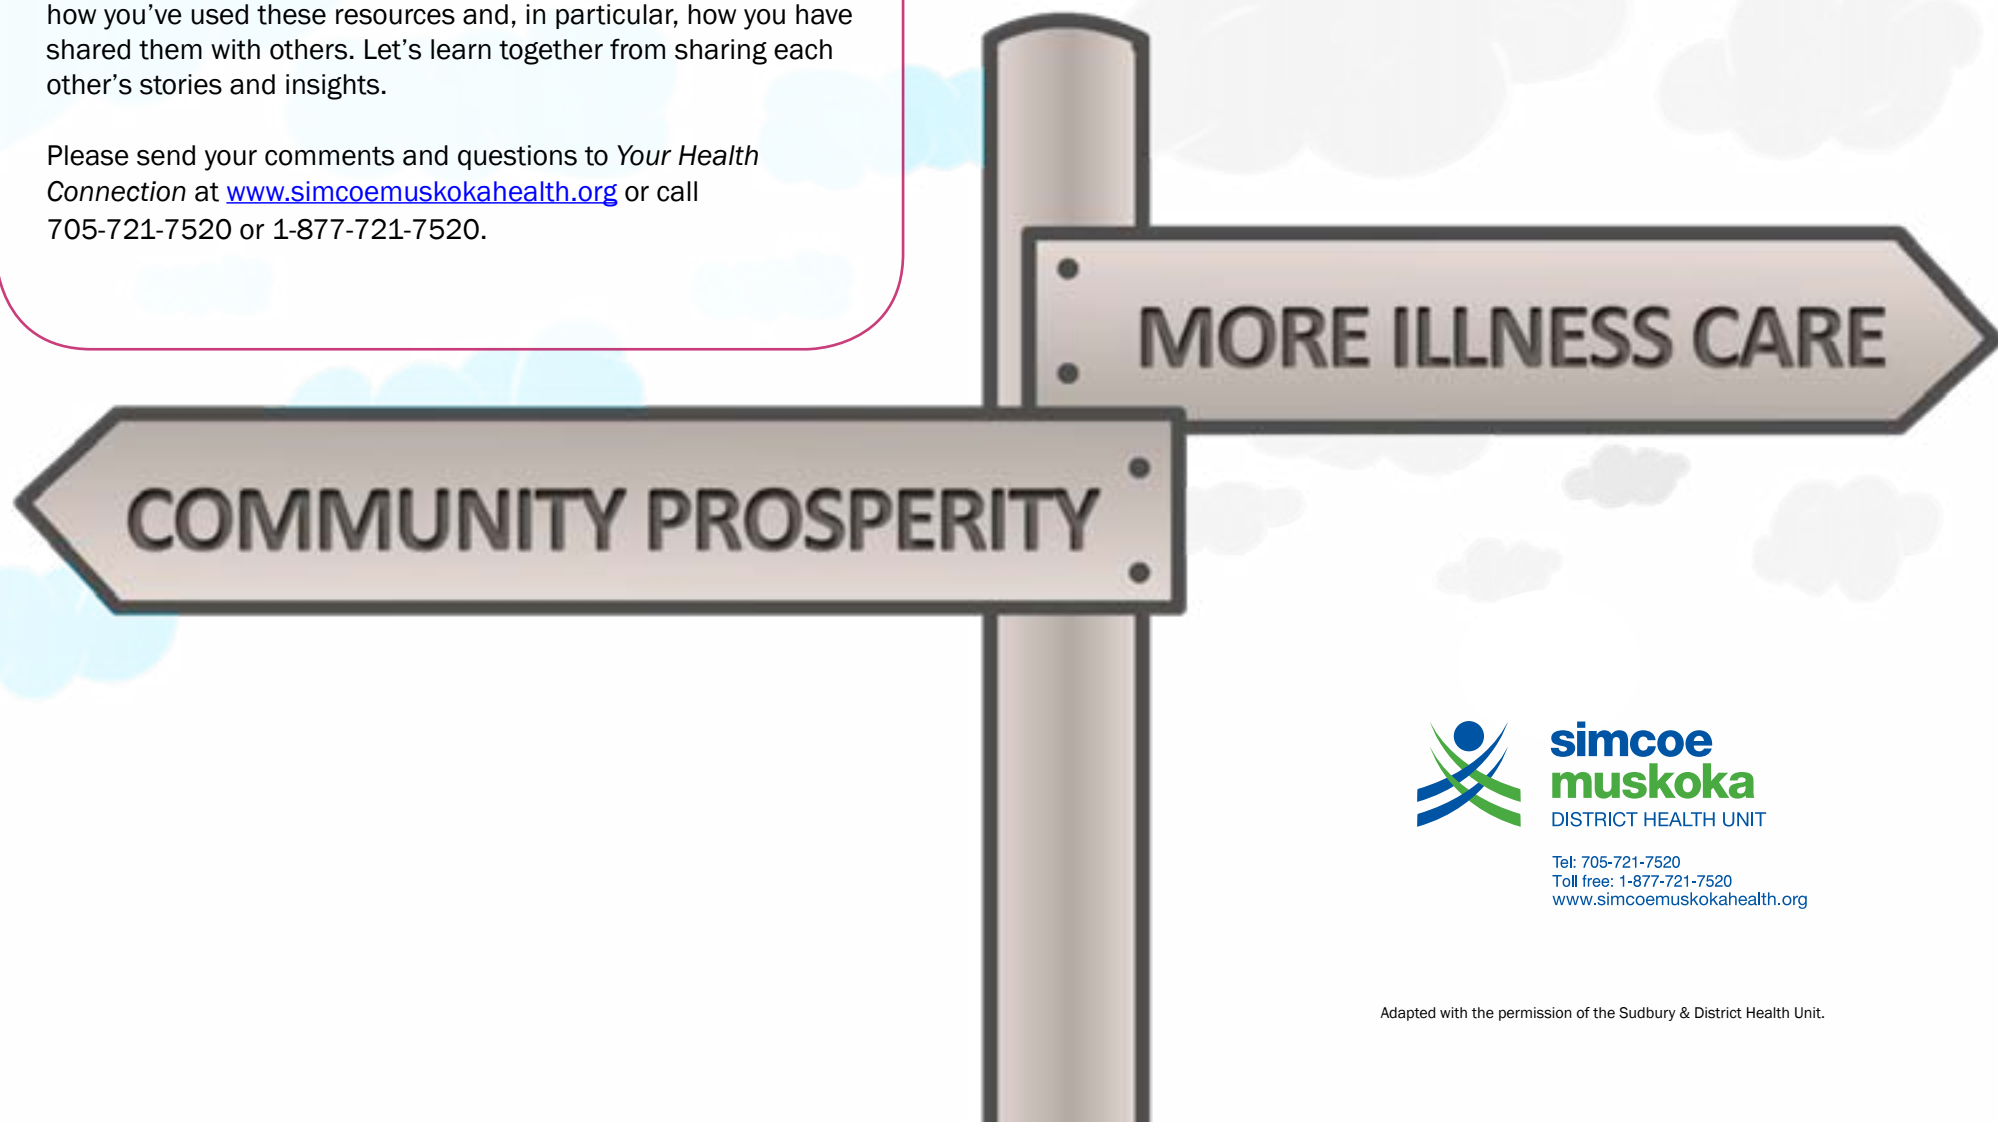 how you’ve used these resources and, in particular, how you have
shared them with others. Let’s learn together from sharing each
other’s stories and insights.
Please send your comments and questions to Your Health
Connection at www.simcoemuskokahealth.org or call
705-721-7520 or 1-877-721-7520.
MORE ILLNESS CARE
COMMUNITY PROSPERITY
simcoe
muskoka
DISTRICT HEALTH UNIT
Tel: 705-721-7520
Toll free: 1-877-721-7520
www.simcoemuskokahealth.org
Adapted with the permission of the Sudbury & District Health Unit.